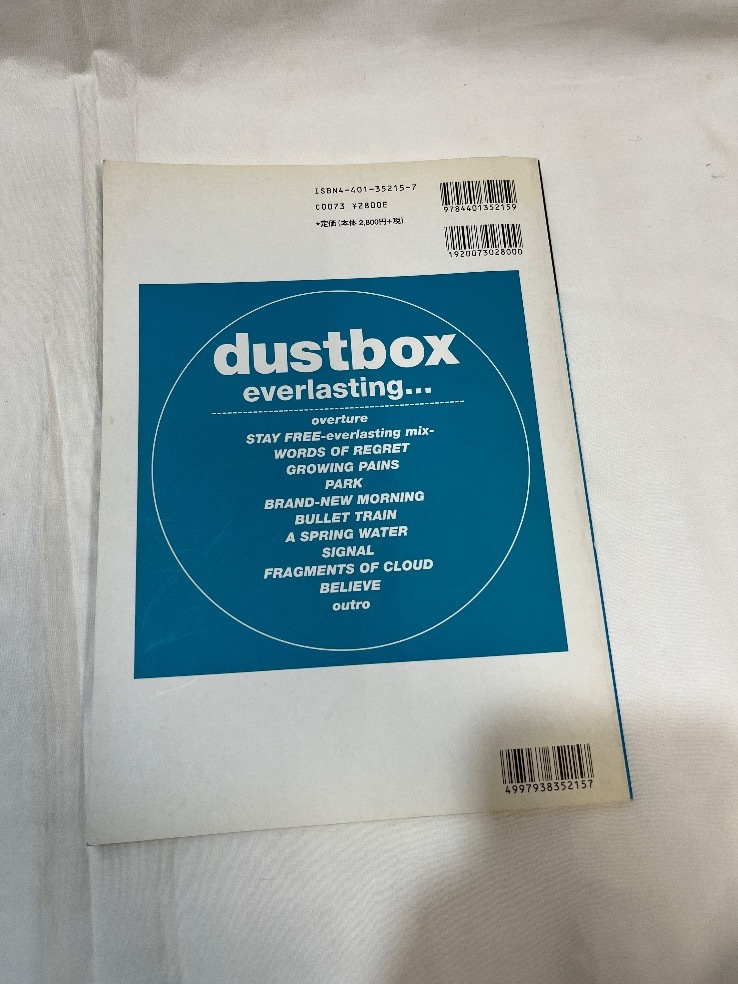 ISBN4-401-35215-7
C0073 ¥2800E
*定価(本体 2,800円+税)
9784401352159
1920073028000
dustbox
everlasting...
overture
STAY FREE-everlasting mix-
WORDS OF REGRET
GROWING PAINS
PARK
BRAND-NEW MORNING
BULLET TRAIN
A SPRING WATER
SIGNAL
FRAGMENTS OF CLOUD
BELIEVE
outro
4997938352157